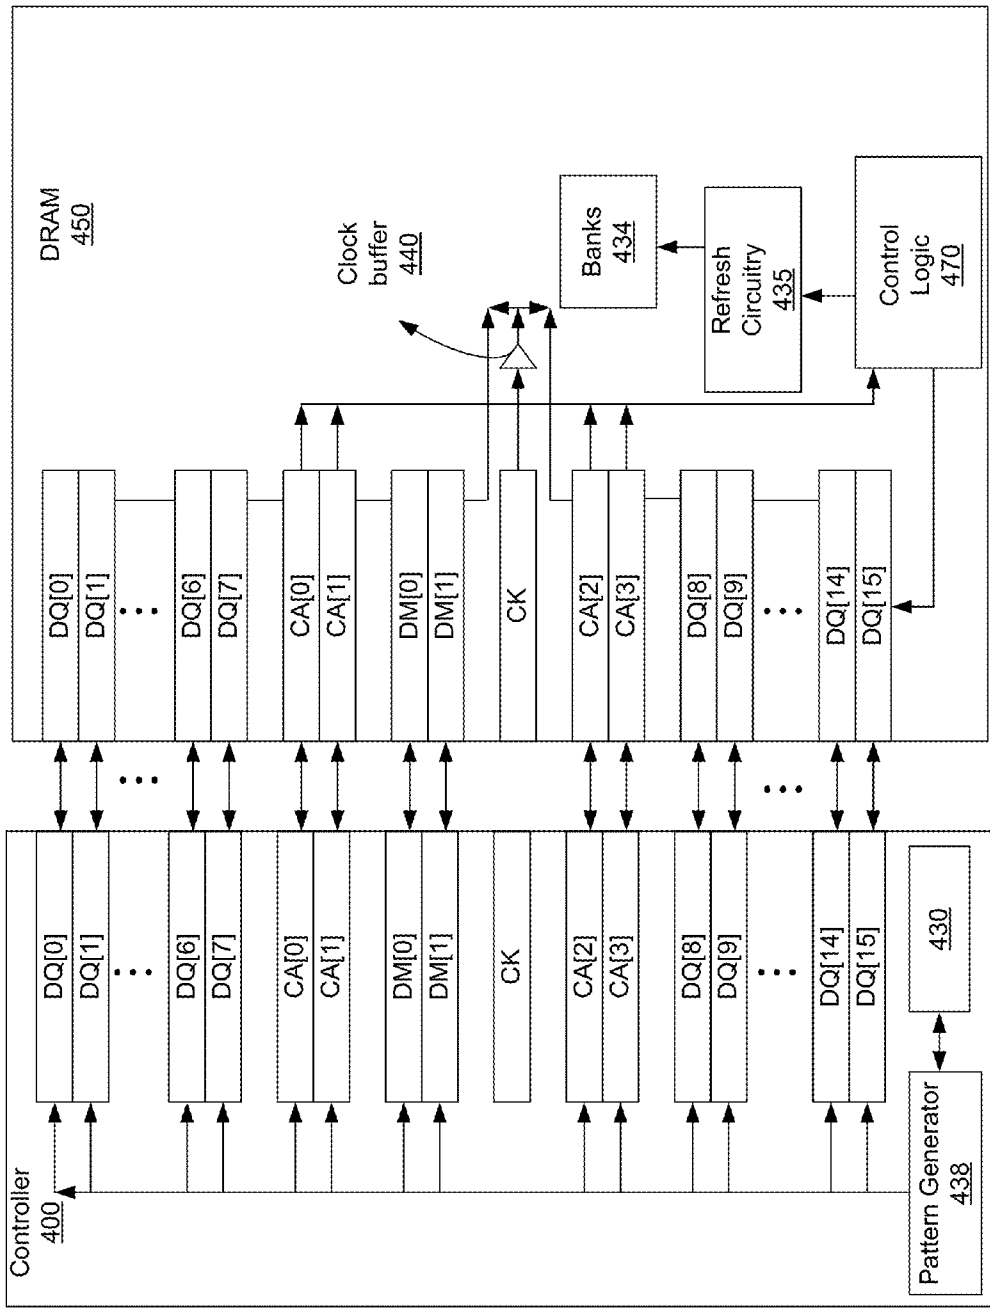 Controller
400
DQ[0]
DQ[1]
•••
DQ[6]
DQ[7]
CA[0]
CA[1]
DM[0]
DM[1]
CK
CA[2]
CA[3]
DQ[8]
DQ[9]
•••
DQ[14]
DQ[15]
Pattern Generator
438
430
•••
•••
DRAM
450
DQ[0]
DQ[1]
•••
DQ[6]
DQ[7]
CA[0]
CA[1]
DM[0]
DM[1]
CK
CA[2]
CA[3]
DQ[8]
DQ[9]
•••
DQ[14]
DQ[15]
Clock
buffer
440
Banks
434
Refresh
Circuitry
435
Control
Logic
470